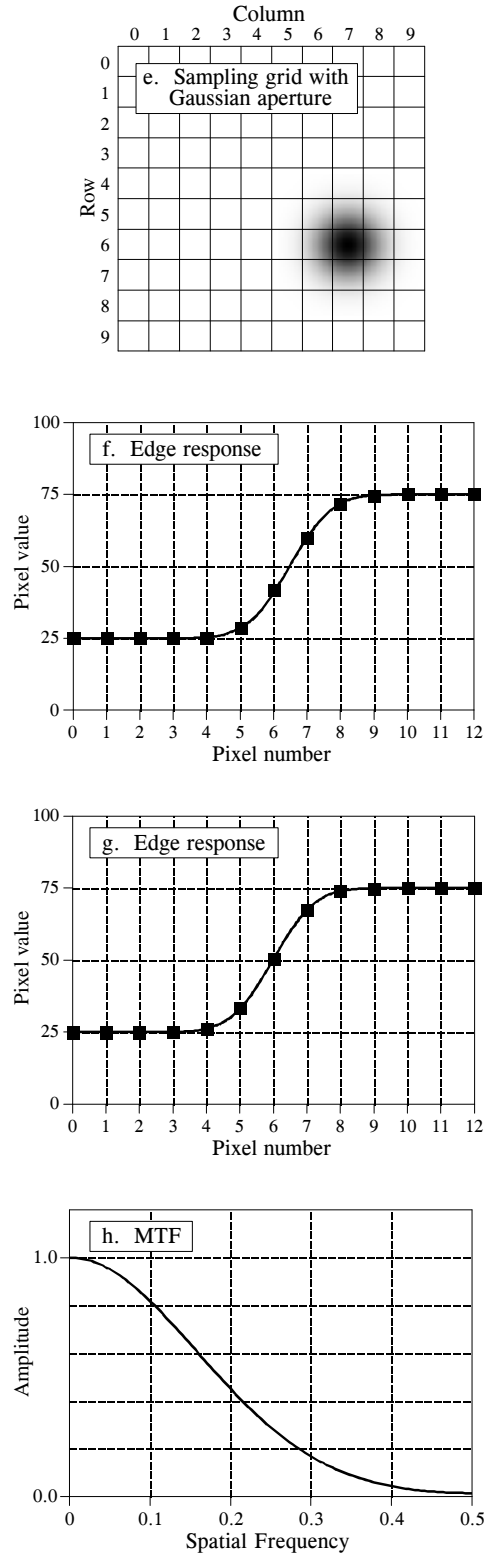 Column
0 1 2 3 4 5 6 7 8 9
e. Sampling grid with
Gaussian aperture
Row
0
1
2
3
4
5
6
7
8
9
f. Edge response
Pixel value
100
75
50
25
0
0 1 2 3 4 5 6 7 8 9 10 11 12
Pixel number
g. Edge response
Pixel value
100
75
50
25
0
0 1 2 3 4 5 6 7 8 9 10 11 12
Pixel number
h. MTF
Amplitude
1.0
0.0
0 0.1 0.2 0.3 0.4 0.5
Spatial Frequency